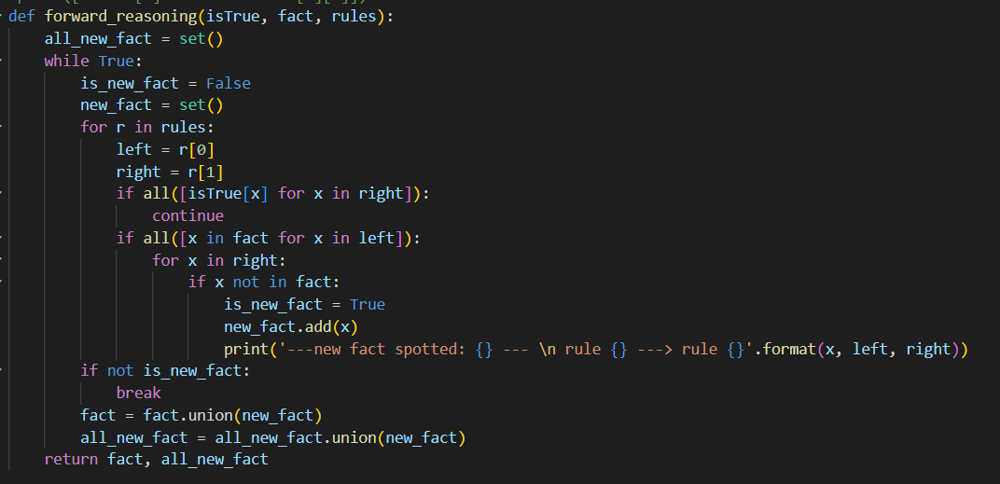 def forward_reasoning(isTrue, fact, rules):
    all_new_fact = set()
    while True:
        is_new_fact = False
        new_fact = set()
        for r in rules:
            left = r[0]
            right = r[1]
            if all([isTrue[x] for x in right]):
                continue
            if all([x in fact for x in left]):
                for x in right:
                    if x not in fact:
                        is_new_fact = True
                        new_fact.add(x)
                        print('---new fact spotted: {} --- \n rule {} ---> rule {}'.format(x, left, right))
        if not is_new_fact:
            break
        fact = fact.union(new_fact)
        all_new_fact = all_new_fact.union(new_fact)
    return fact, all_new_fact